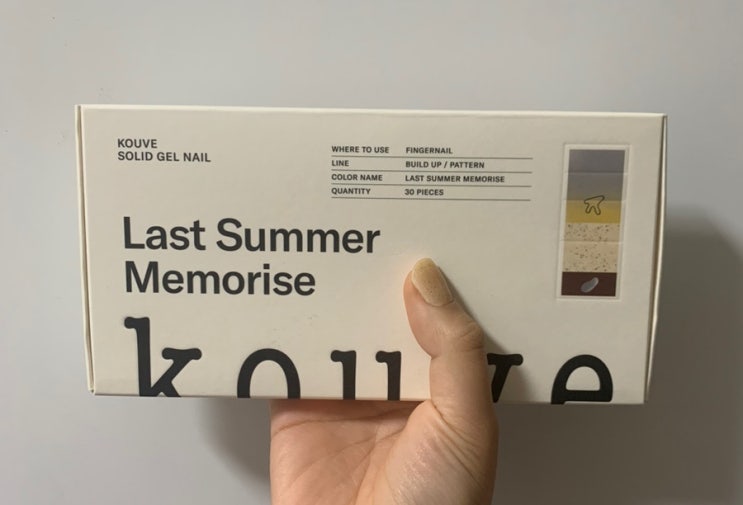 KOUVE
SOLID GEL NAIL
WHERE TO USE FINGERNAIL
LINE BUILD UP / PATTERN
COLOR NAME LAST SUMMER MEMORISE
QUANTITY 30 PIECES
Last Summer
Memorise
kouve